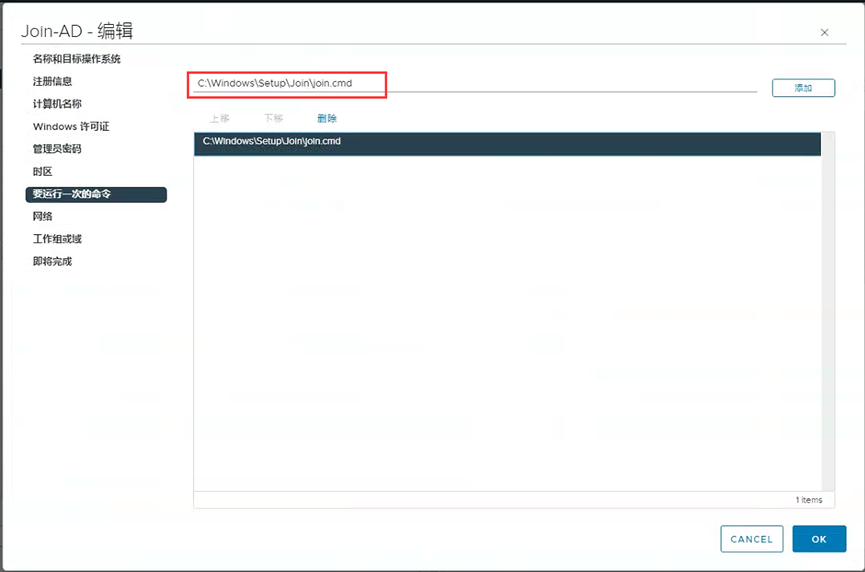 Join-AD - 编辑
名称和目标操作系统
注册信息
计算机名称
Windows 许可证
管理员密码
时区
要运行一次的命令
网络
工作组或域
即将完成
C:\Windows\Setup\Join\join.cmd
添加
上移 下移 删除
C:\Windows\Setup\Join\join.cmd
1 items
CANCEL OK